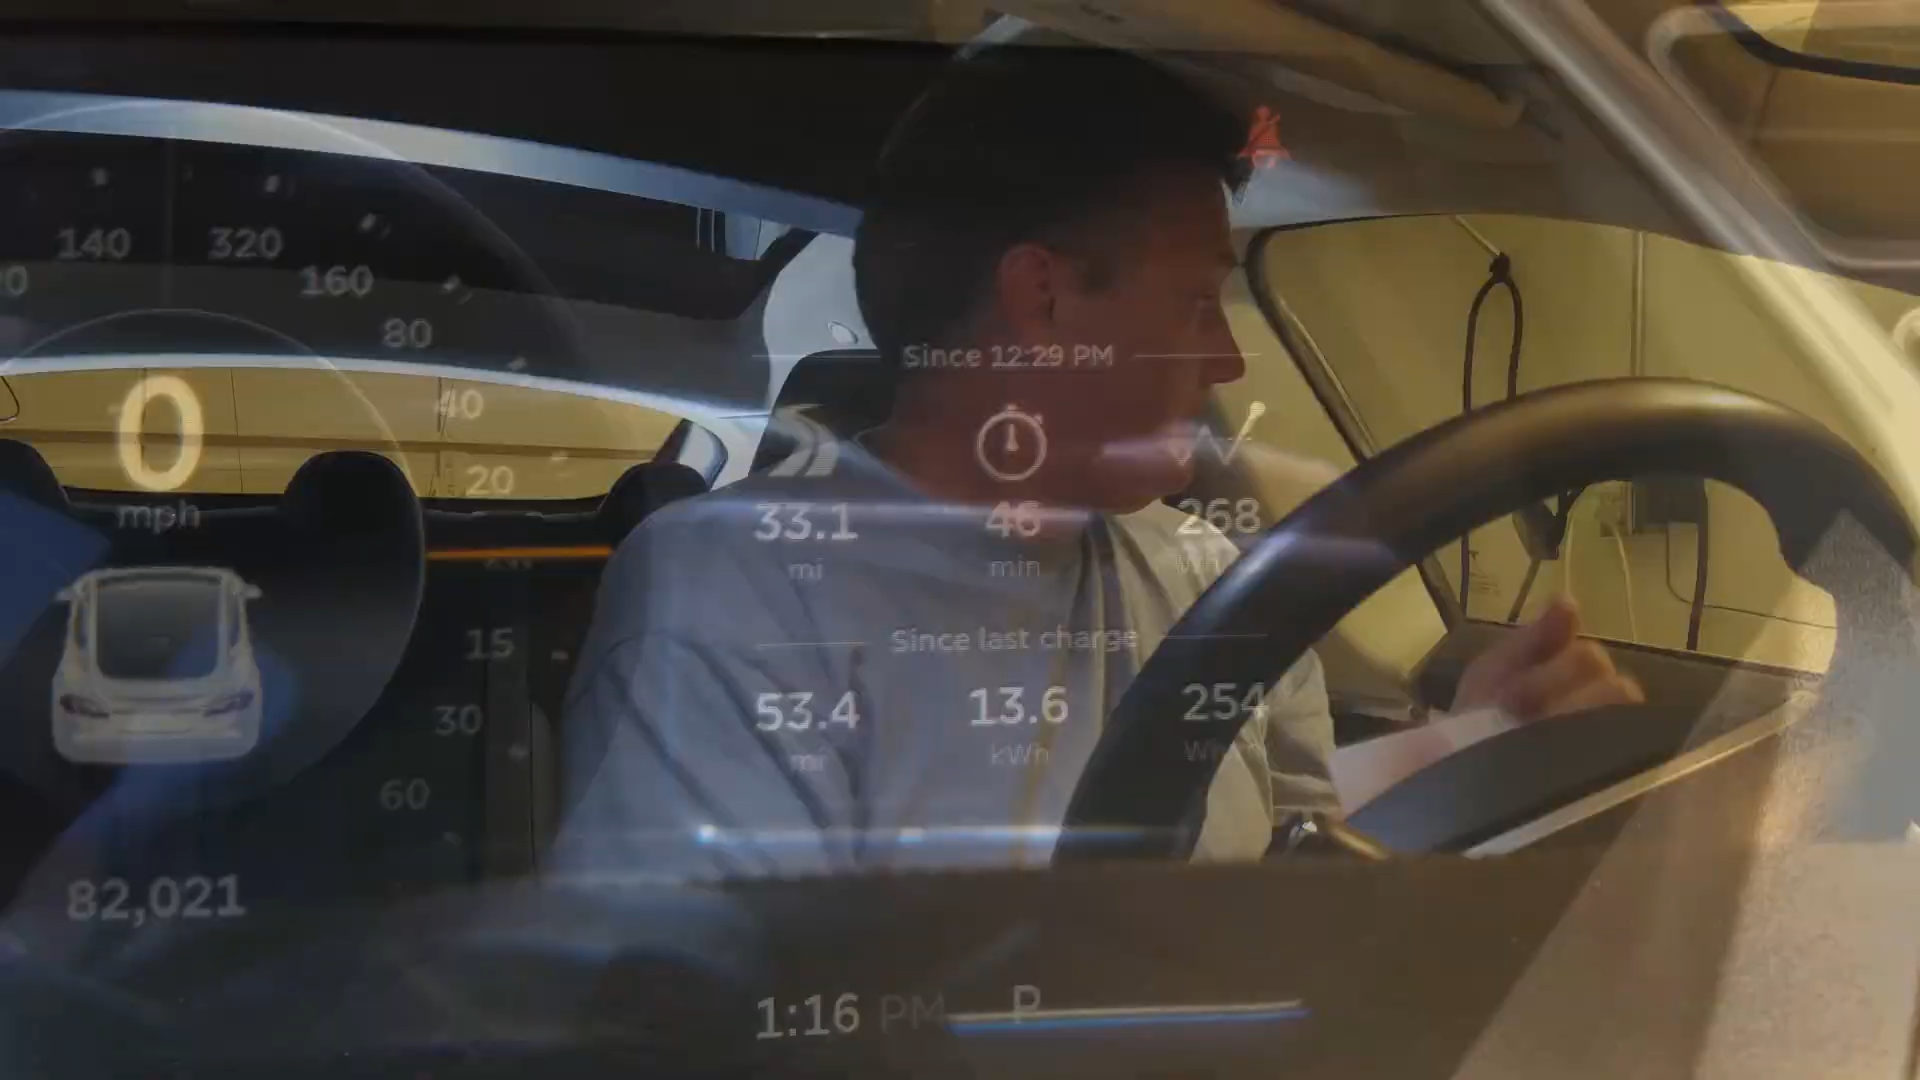 140 320
160
80
40
0
20
mph
15
30
60
82,021
Since 12:29 PM
33.1 46 268
mi min
Since last charge
53.4 13.6 254
mi kWh
1:16 PM P